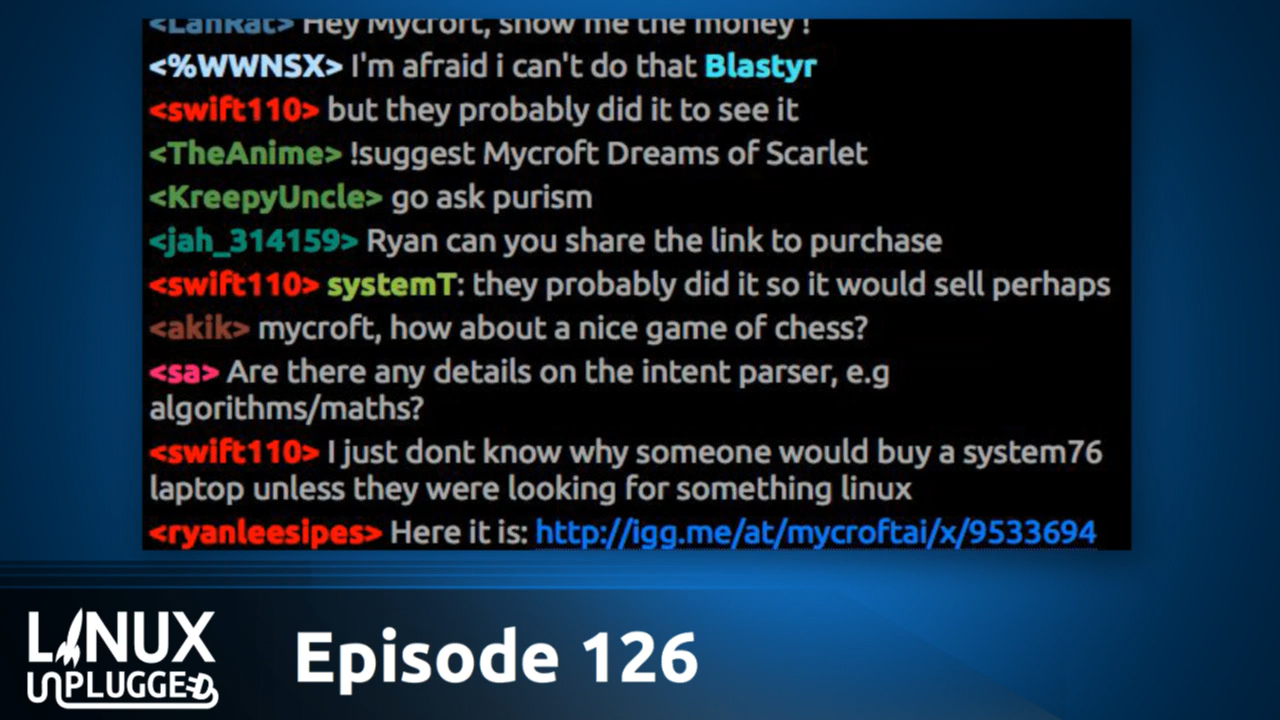 <LanRat> Hey Mycroft, show me the money !
<%WWNSX> I'm afraid i can't do that Blastyr
<swift110> but they probably did it to see it
<TheAnime> !suggest Mycroft Dreams of Scarlet
<KreepyUncle> go ask purism
<jah_314159> Ryan can you share the link to purchase
<swift110> systemT: they probably did it so it would sell perhaps
<akik> mycroft, how about a nice game of chess?
<sa> Are there any details on the intent parser, e.g
algorithms/maths?
<swift110> I just dont know why someone would buy a system76
laptop unless they were looking for something linux
<ryanleesipes> Here it is: http://igg.me/at/mycroftai/x/9533694
LINUX
UNPLUGGED
Episode 126